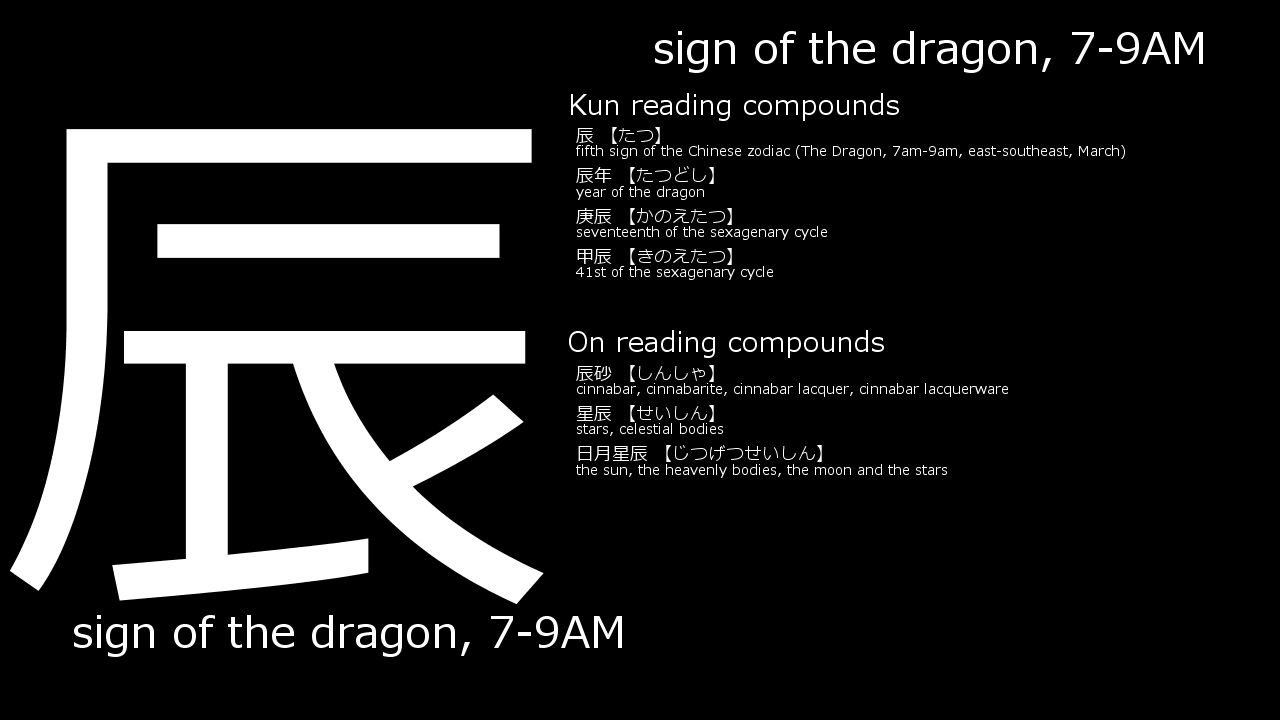 sign of the dragon, 7-9AM
辰
Kun reading compounds
辰 【たつ】
fifth sign of the Chinese zodiac (The Dragon, 7am-9am, east-southeast, March)
辰年 【たつどし】
year of the dragon
庚辰 【かのえたつ】
seventeenth of the sexagenary cycle
甲辰 【きのえたつ】
41st of the sexagenary cycle
On reading compounds
辰砂 【しんしゃ】
cinnabar, cinnabarite, cinnabar lacquer, cinnabar lacquerware
星辰 【せいしん】
stars, celestial bodies
日月星辰 【じつげつせいしん】
the sun, the heavenly bodies, the moon and the stars
sign of the dragon, 7-9AM